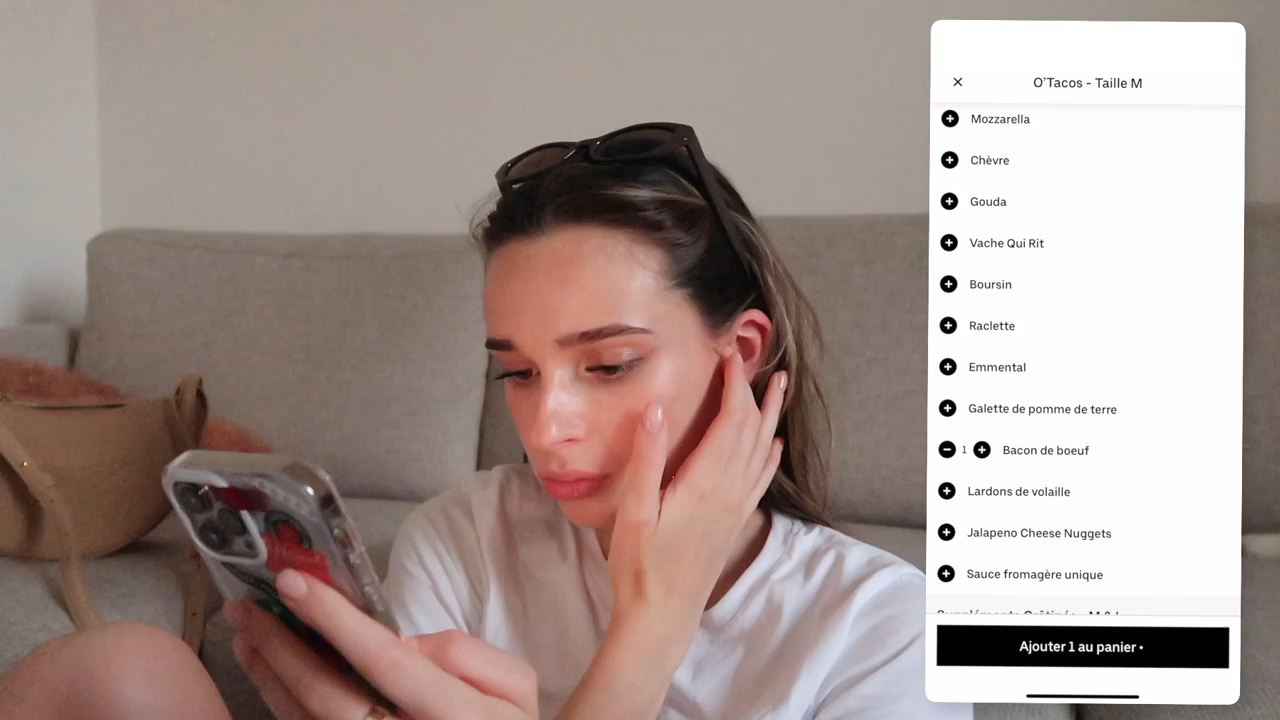 O'Tacos - Taille M
Mozzarella
Chèvre
Gouda
Vache Qui Rit
Boursin
Raclette
Emmental
Galette de pomme de terre
1 Bacon de boeuf
Lardons de volaille
Jalapeno Cheese Nuggets
Sauce fromagère unique
Ajouter 1 au panier •